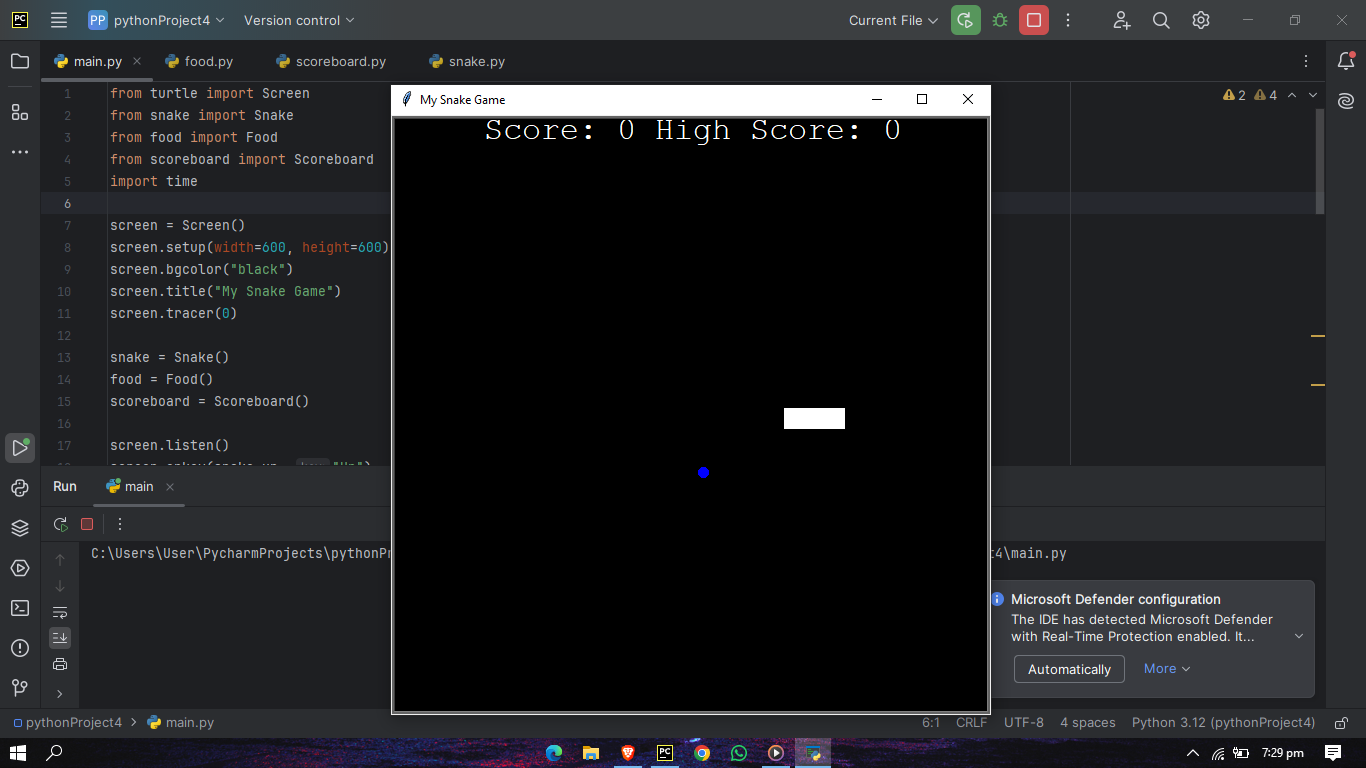 PC
PP pythonProject4 Version control Current File
main.py food.py scoreboard.py snake.py
1 from turtle import Screen
2 from snake import Snake
3 from food import Food
4 from scoreboard import Scoreboard
5 import time
6
7 screen = Screen()
8 screen.setup(width=600, height=600)
9 screen.bgcolor("black")
10 screen.title("My Snake Game")
11 screen.tracer(0)
12
13 snake = Snake()
14 food = Food()
15 scoreboard = Scoreboard()
16
17 screen.listen()
2 4
My Snake Game
Score: 0 High Score: 0
Run main
C:\Users\User\PycharmProjects\pythonPr
4\main.py
Microsoft Defender configuration
The IDE has detected Microsoft Defender
with Real-Time Protection enabled. It...
Automatically More
pythonProject4 main.py
6:1 CRLF UTF-8 4 spaces Python 3.12 (pythonProject4)
PC
7:29 pm